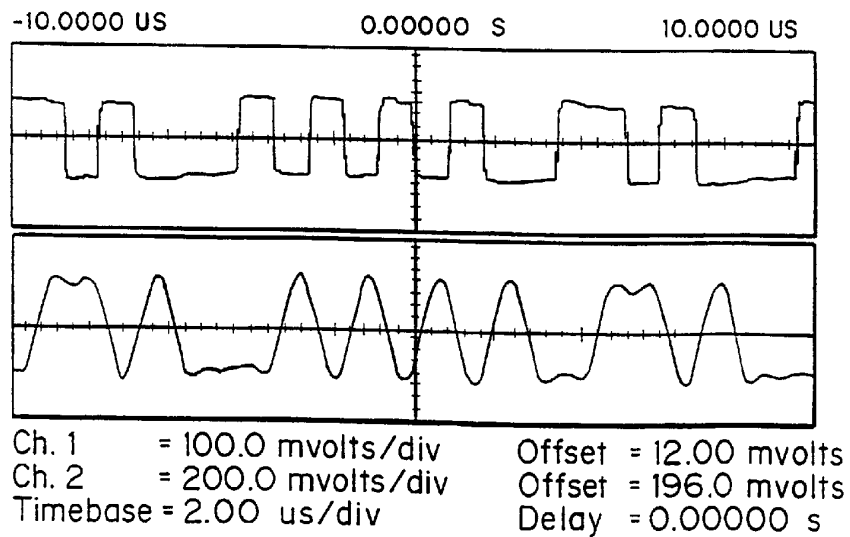 -10.0000 US 0.00000 S 10.0000 US
Ch. 1 = 100.0 mvolts/div Offset = 12.00 mvolts
Ch. 2 = 200.0 mvolts/div Offset = 196.0 mvolts
Timebase = 2.00 us/div Delay = 0.00000 s